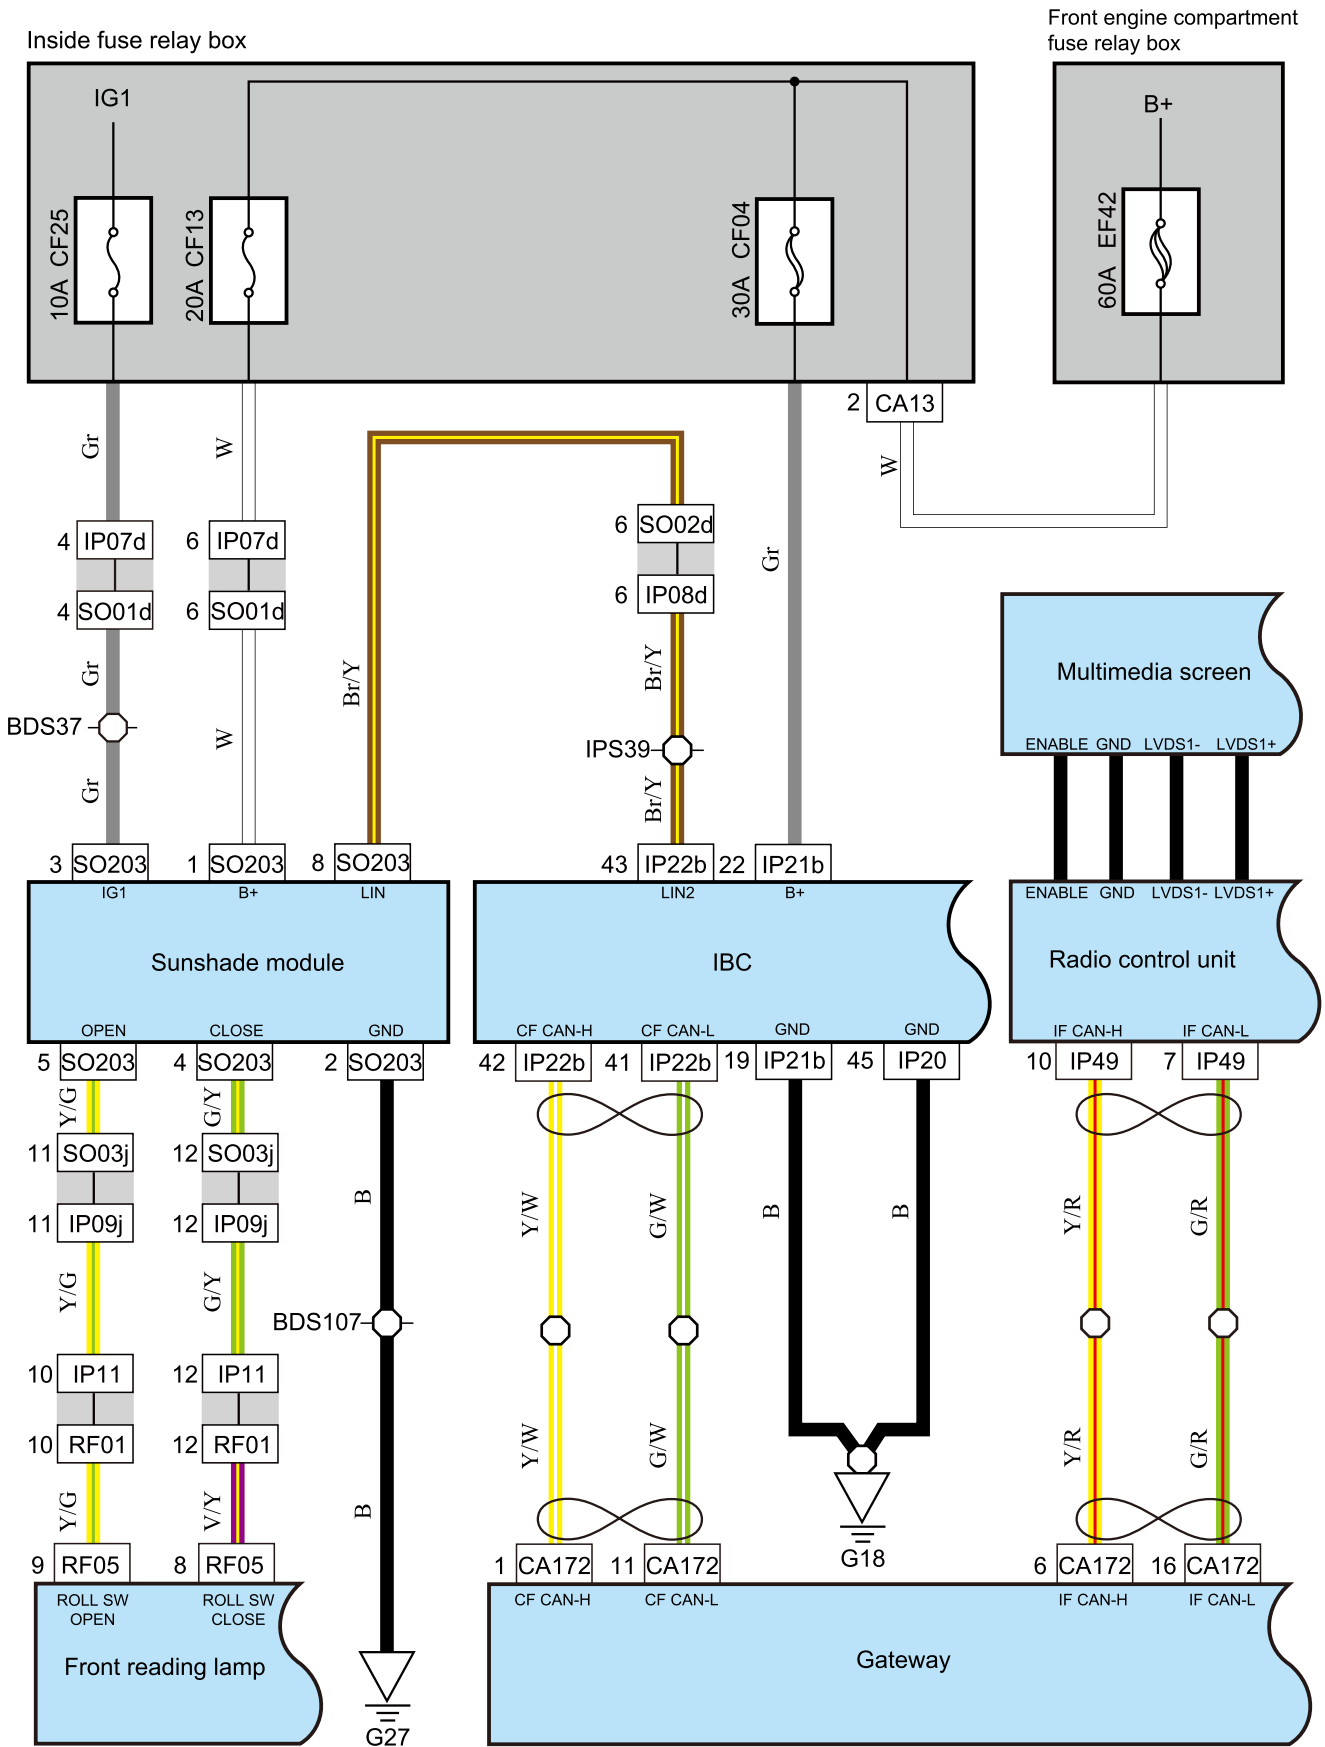 Inside fuse relay box
Front engine compartment
fuse relay box
IG1
B+
10A CF25
20A CF13
30A CF04
60A EF42
2 CA13
Gr
W
W
4 IP07d
6 IP07d
6 SO02d
Gr
4 SO01d
6 SO01d
6 IP08d
Gr
W
Br/Y
Br/Y
BDS37
IPS39
Gr
Br/Y
Multimedia screen
ENABLE GND LVDS1- LVDS1+
3 SO203
1 SO203
8 SO203
43 IP22b
22 IP21b
IG1
B+
LIN
LIN2
B+
ENABLE GND LVDS1- LVDS1+
Sunshade module
IBC
Radio control unit
OPEN
CLOSE
GND
CF CAN-H
CF CAN-L
GND
GND
IF CAN-H
IF CAN-L
5 SO203
4 SO203
2 SO203
42 IP22b
41 IP22b
19 IP21b
45 IP20
10 IP49
7 IP49
Y/G
G/Y
11 SO03j
12 SO03j
B
Y/W
G/W
B
B
Y/R
G/R
11 IP09j
12 IP09j
Y/G
G/Y
BDS107
10 IP11
12 IP11
10 RF01
12 RF01
Y/W
G/W
Y/R
G/R
Y/G
V/Y
B
G18
9 RF05
8 RF05
1 CA172
11 CA172
6 CA172
16 CA172
ROLL SW
OPEN
ROLL SW
CLOSE
CF CAN-H
CF CAN-L
IF CAN-H
IF CAN-L
Front reading lamp
Gateway
G27